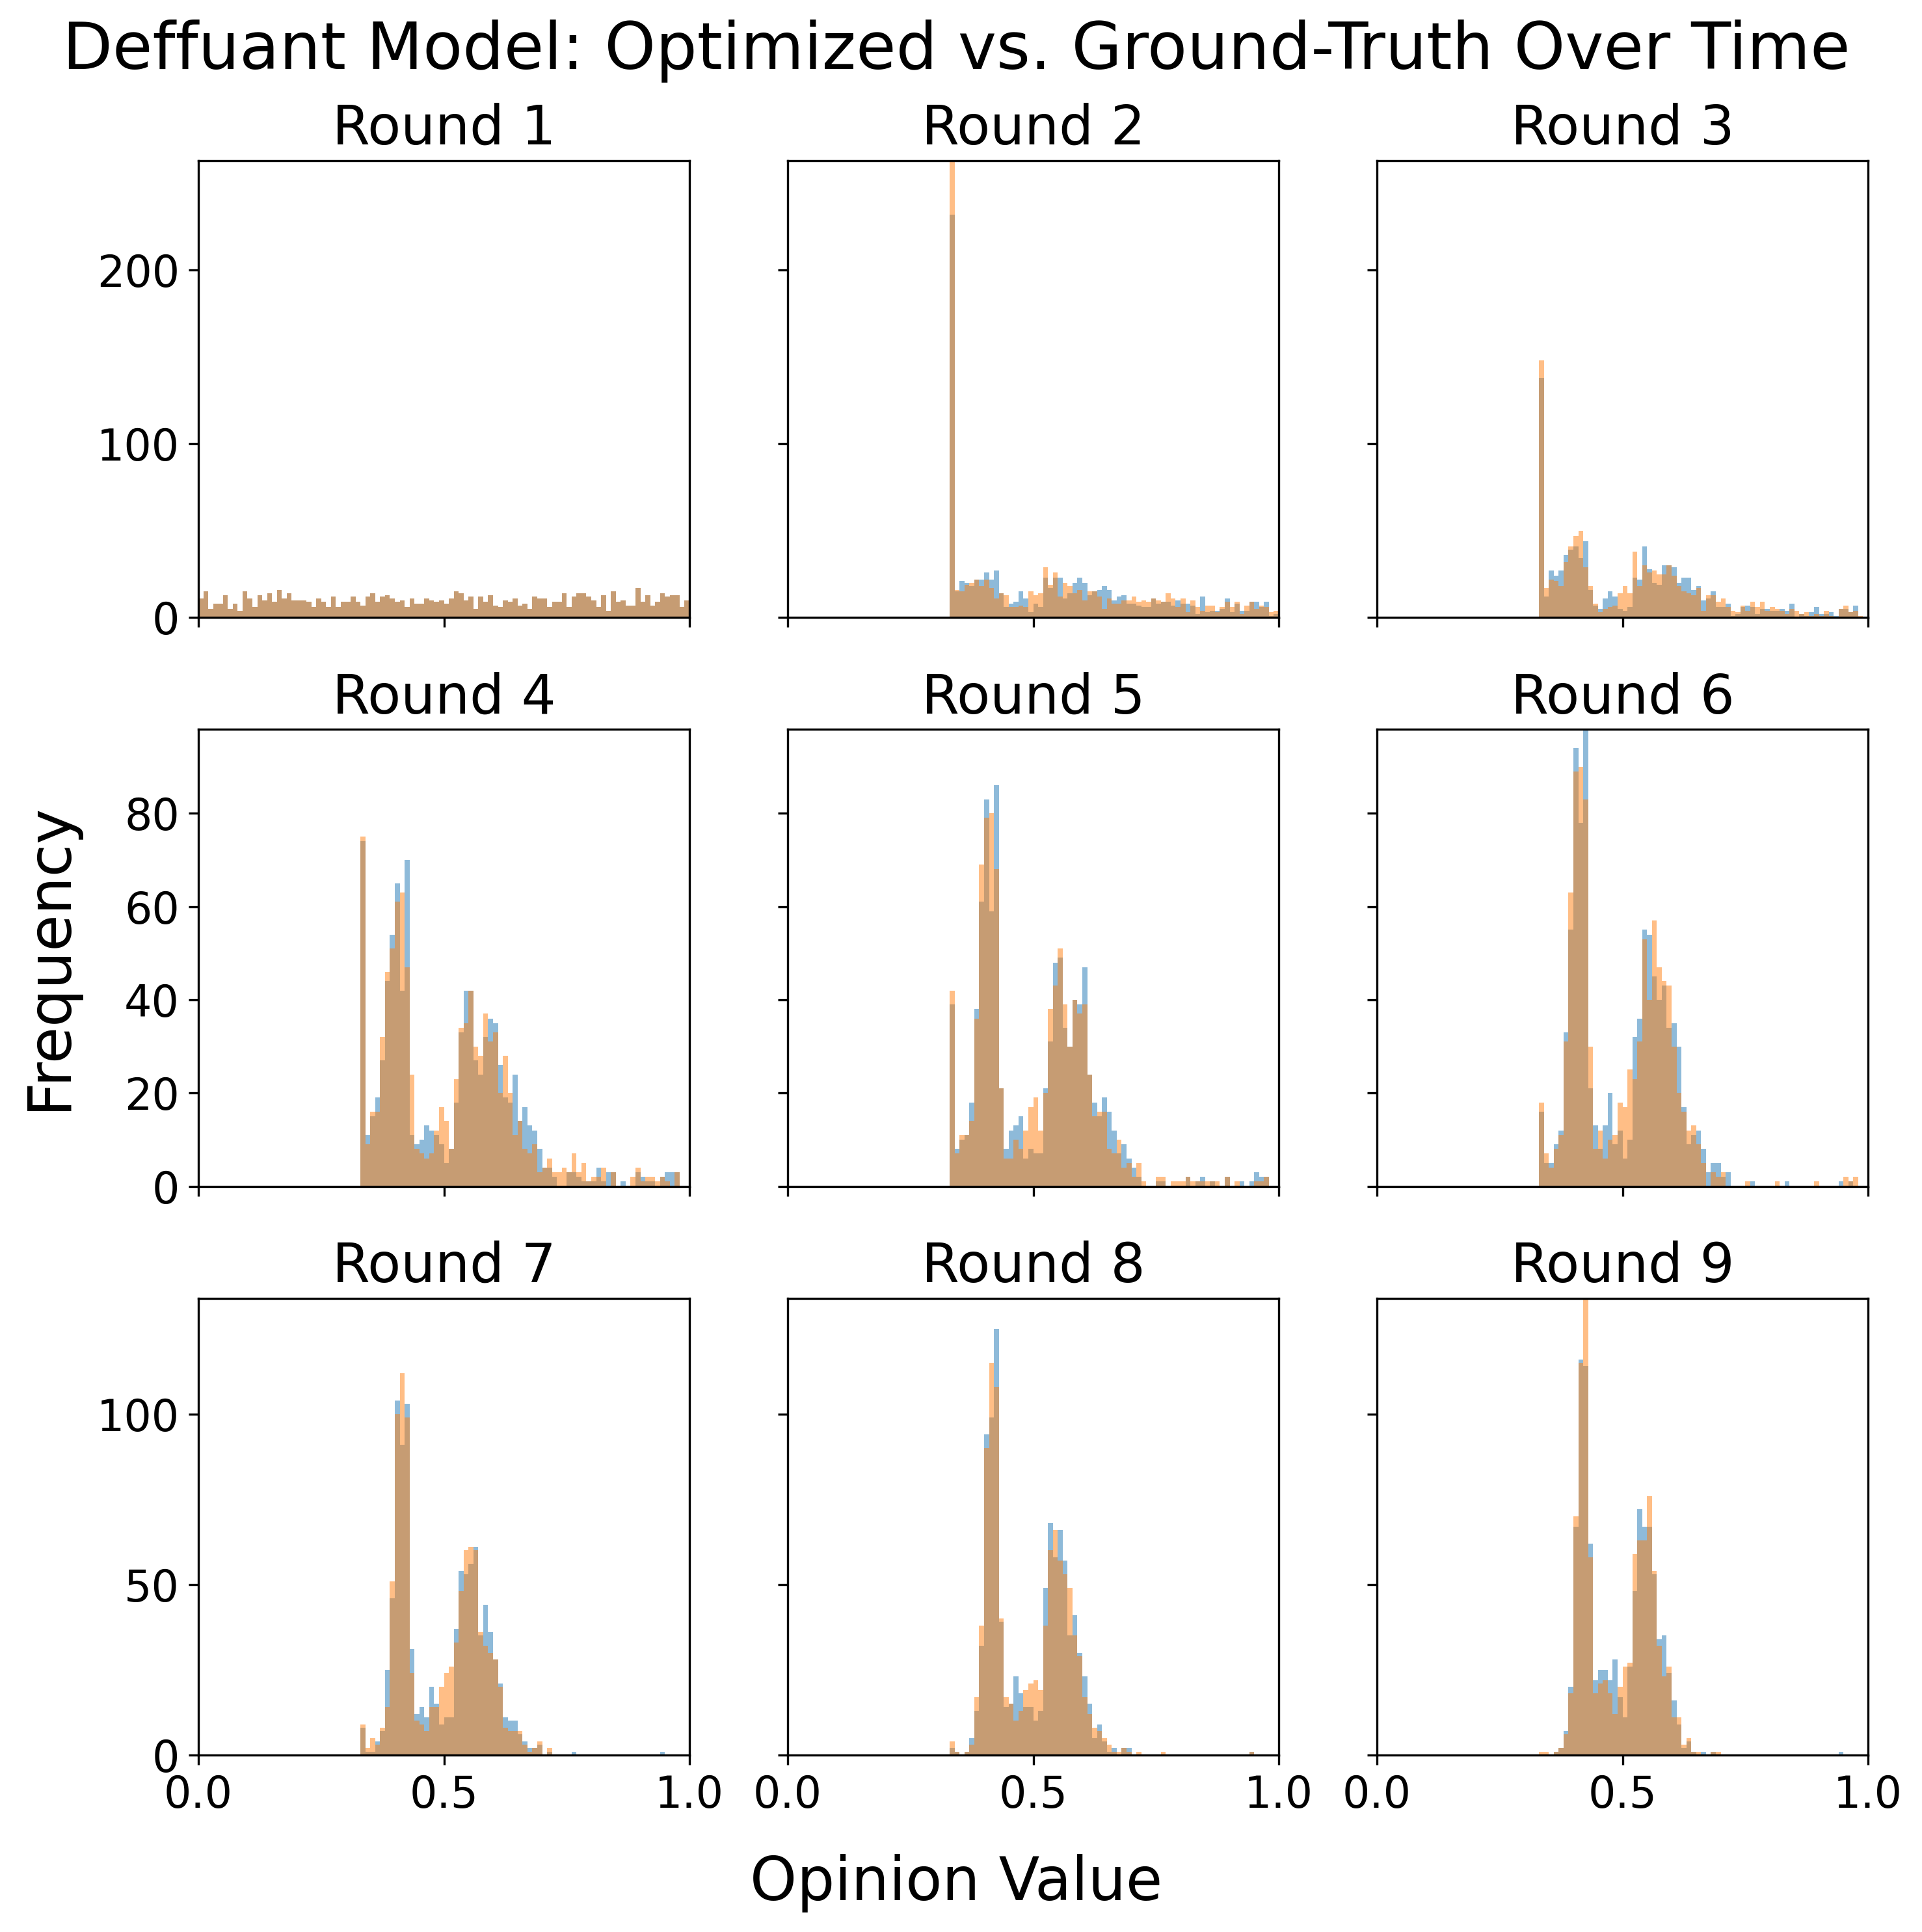 Deffuant Model: Optimized vs. Ground-Truth Over Time
Round 1
Round 2
Round 3
200
100
0
Round 4
Round 5
Round 6
80
60
40
20
0
Frequency
Round 7
Round 8
Round 9
100
50
0
0.0
0.5
1.0
0.0
0.5
1.0
0.0
0.5
1.0
Opinion Value